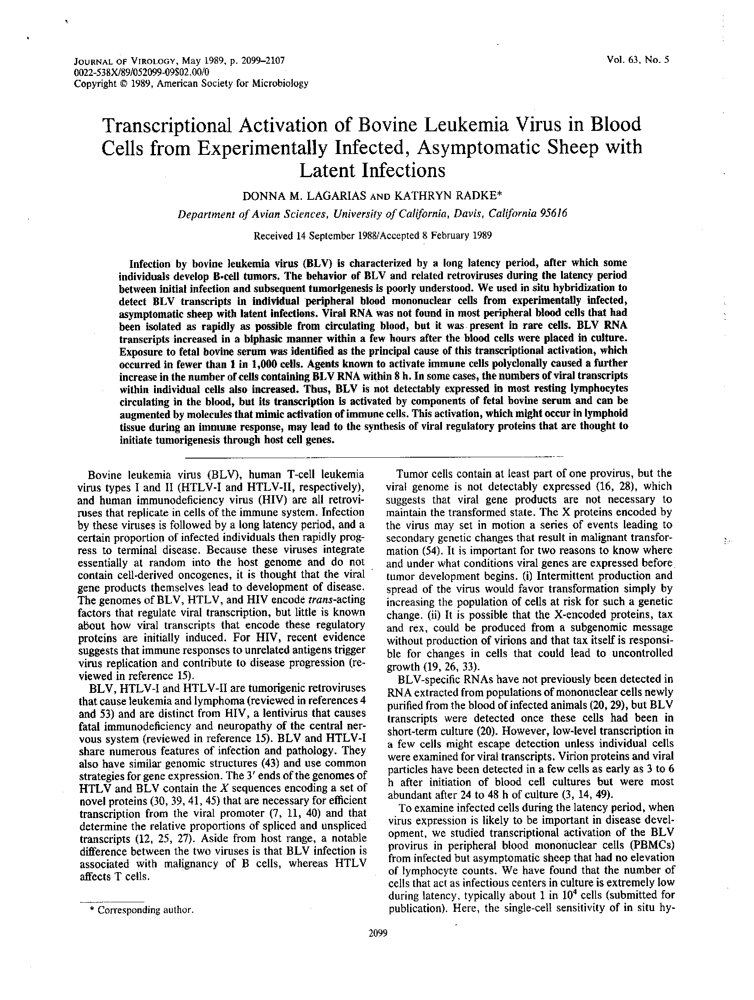 JOURNAL OF VIROLOGY, May 1989, p. 2099–2107
0022-538X/89/052099-09$02.00/0
Copyright © 1989, American Society for Microbiology
Vol. 63, No. 5
Transcriptional Activation of Bovine Leukemia Virus in Blood
Cells from Experimentally Infected, Asymptomatic Sheep with
Latent Infections
DONNA M. LAGARIAS AND KATHRYN RADKE*
Department of Avian Sciences, University of California, Davis, California 95616
Received 14 September 1988/Accepted 8 February 1989
Infection by bovine leukemia virus (BLV) is characterized by a long latency period, after which some
individuals develop B-cell tumors. The behavior of BLV and related retroviruses during the latency period
between initial infection and subsequent tumorigenesis is poorly understood. We used in situ hybridization to
detect BLV transcripts in individual peripheral blood mononuclear cells from experimentally infected,
asymptomatic sheep with latent infections. Viral RNA was not found in most peripheral blood cells that had
been isolated as rapidly as possible from circulating blood, but it was present in rare cells. BLV RNA
transcripts increased in a biphasic manner within a few hours after the blood cells were placed in culture.
Exposure to fetal bovine serum was identified as the principal cause of this transcriptional activation, which
occurred in fewer than 1 in 1,000 cells. Agents known to activate immune cells polyclonally caused a further
increase in the number of cells containing BLV RNA within 8 h. In some cases, the numbers of viral transcripts
within individual cells also increased. Thus, BLV is not detectably expressed in most resting lymphocytes
circulating in the blood, but its transcription is activated by components of fetal bovine serum and can be
augmented by molecules that mimic activation of immune cells. This activation, which might occur in lymphoid
tissue during an immune response, may lead to the synthesis of viral regulatory proteins that are thought to
initiate tumorigenesis through host cell genes.
Bovine leukemia virus (BLV), human T-cell leukemia
virus types I and II (HTLV-I and HTLV-II, respectively),
and human immunodeficiency virus (HIV) are all retrovi-
ruses that replicate in cells of the immune system. Infection
by these viruses is followed by a long latency period, and a
certain proportion of infected individuals then rapidly prog-
ress to terminal disease. Because these viruses integrate
essentially at random into the host genome and do not
contain cell-derived oncogenes, it is thought that the viral
gene products themselves lead to development of disease.
The genomes of BLV, HTLV, and HIV encode trans-acting
factors that regulate viral transcription, but little is known
about how viral transcripts that encode these regulatory
proteins are initially induced. For HIV, recent evidence
suggests that immune responses to unrelated antigens trigger
virus replication and contribute to disease progression (re-
viewed in reference 15).
BLV, HTLV-I and HTLV-II are tumorigenic retroviruses
that cause leukemia and lymphoma (reviewed in references 4
and 53) and are distinct from HIV, a lentivirus that causes
fatal immunodeficiency and neuropathy of the central ner-
vous system (reviewed in reference 15). BLV and HTLV-I
share numerous features of infection and pathology. They
also have similar genomic structures (43) and use common
strategies for gene expression. The 3' ends of the genomes of
HTLV and BLV contain the X sequences encoding a set of
novel proteins (30, 39, 41, 45) that are necessary for efficient
transcription from the viral promoter (7, 11, 40) and that
determine the relative proportions of spliced and unspliced
transcripts (12, 25, 27). Aside from host range, a notable
difference between the two viruses is that BLV infection is
associated with malignancy of B cells, whereas HTLV
affects T cells.
* Corresponding author.
Tumor cells contain at least part of one provirus, but the
viral genome is not detectably expressed (16, 28), which
suggests that viral gene products are not necessary to
maintain the transformed state. The X proteins encoded by
the virus may set in motion a series of events leading to
secondary genetic changes that result in malignant transfor-
mation (54). It is important for two reasons to know where
and under what conditions viral genes are expressed before
tumor development begins. (i) Intermittent production and
spread of the virus would favor transformation simply by
increasing the population of cells at risk for such a genetic
change. (ii) It is possible that the X-encoded proteins, tax
and rex, could be produced from a subgenomic message
without production of virions and that tax itself is responsi-
ble for changes in cells that could lead to uncontrolled
growth (19, 26, 33).
BLV-specific RNAs have not previously been detected in
RNA extracted from populations of mononuclear cells newly
purified from the blood of infected animals (20, 29), but BLV
transcripts were detected once these cells had been in
short-term culture (20). However, low-level transcription in
a few cells might escape detection unless individual cells
were examined for viral transcripts. Virion proteins and viral
particles have been detected in a few cells as early as 3 to 6
h after initiation of blood cell cultures but were most
abundant after 24 to 48 h of culture (3, 14, 49).
To examine infected cells during the latency period, when
virus expression is likely to be important in disease devel-
opment, we studied transcriptional activation of the BLV
provirus in peripheral blood mononuclear cells (PBMCs)
from infected but asymptomatic sheep that had no elevation
of lymphocyte counts. We have found that the number of
cells that act as infectious centers in culture is extremely low
during latency, typically about 1 in 10⁴ cells (submitted for
publication). Here, the single-cell sensitivity of in situ hy-
2099